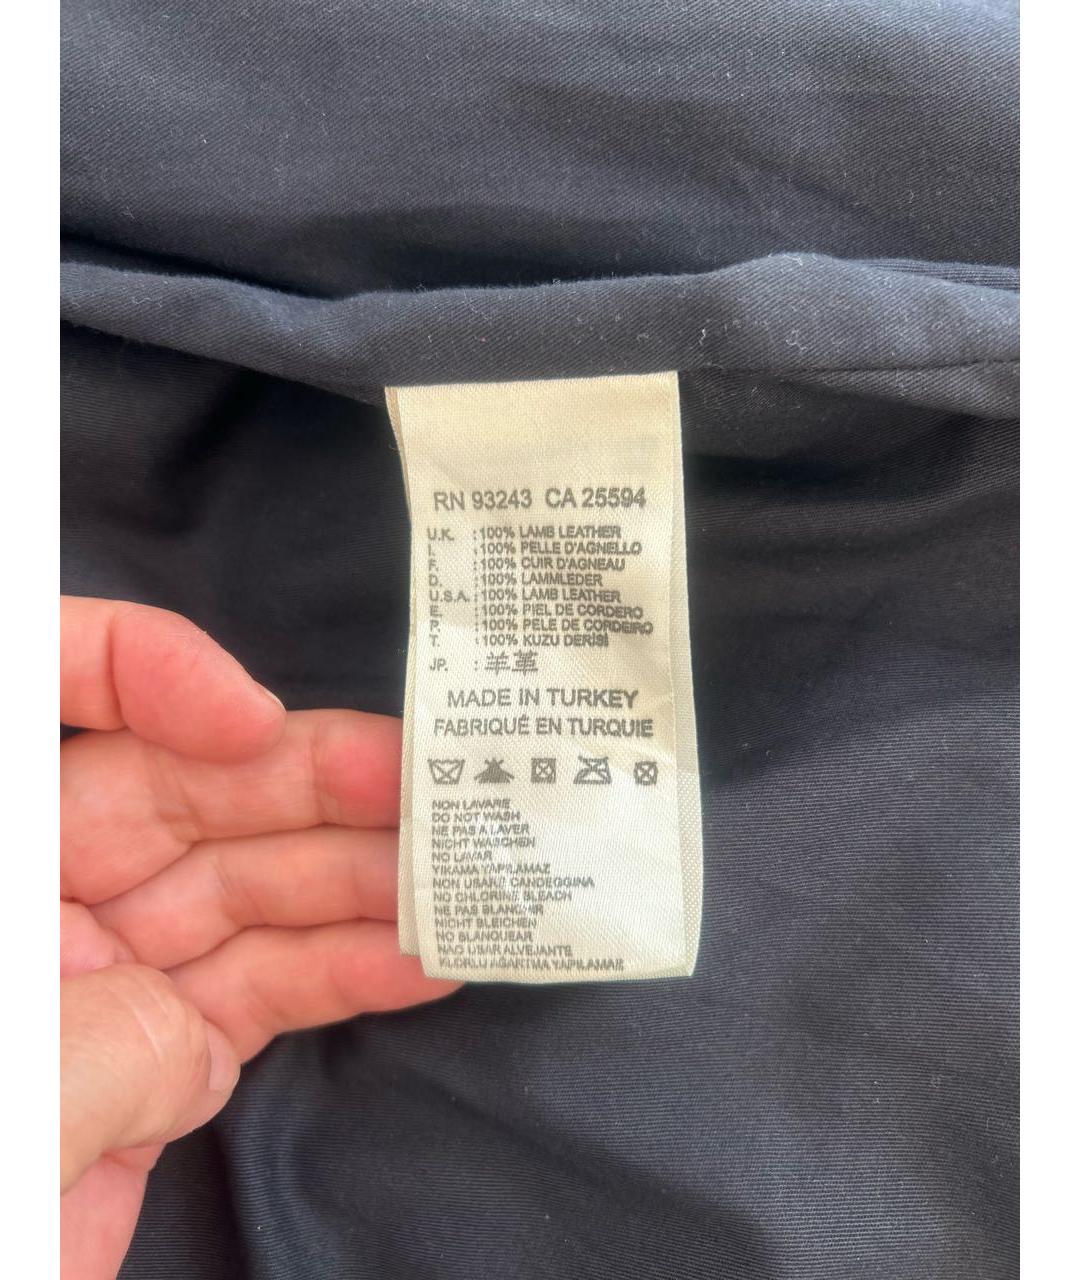 RN 93243 CA 25594
U.K. : 100% LAMB LEATHER
I. : 100% PELLE D'AGNELLO
F. : 100% CUIR D'AGNEAU
D. : 100% LAMMLEDER
U.S.A. : 100% LAMB LEATHER
E. : 100% PIEL DE CORDERO
P. : 100% PELE DE CORDEIRO
T. : 100% KUZU DERİSİ
JP. : 羊革
MADE IN TURKEY
FABRIQUÉ EN TURQUIE
NON LAVARE
DO NOT WASH
NE PAS A LAVER
NICHT WASCHEN
NO LAVAR
YIKAMA YAPILAMAZ
NON USARE CANDEGGINA
NO CHLORINE BLEACH
NE PAS BLANCHIR
NICHT BLEICHEN
NO BLANQUEAR
NAO USAR ALVEJANTE
KLORLU AGARTMA YAPILAMAZ